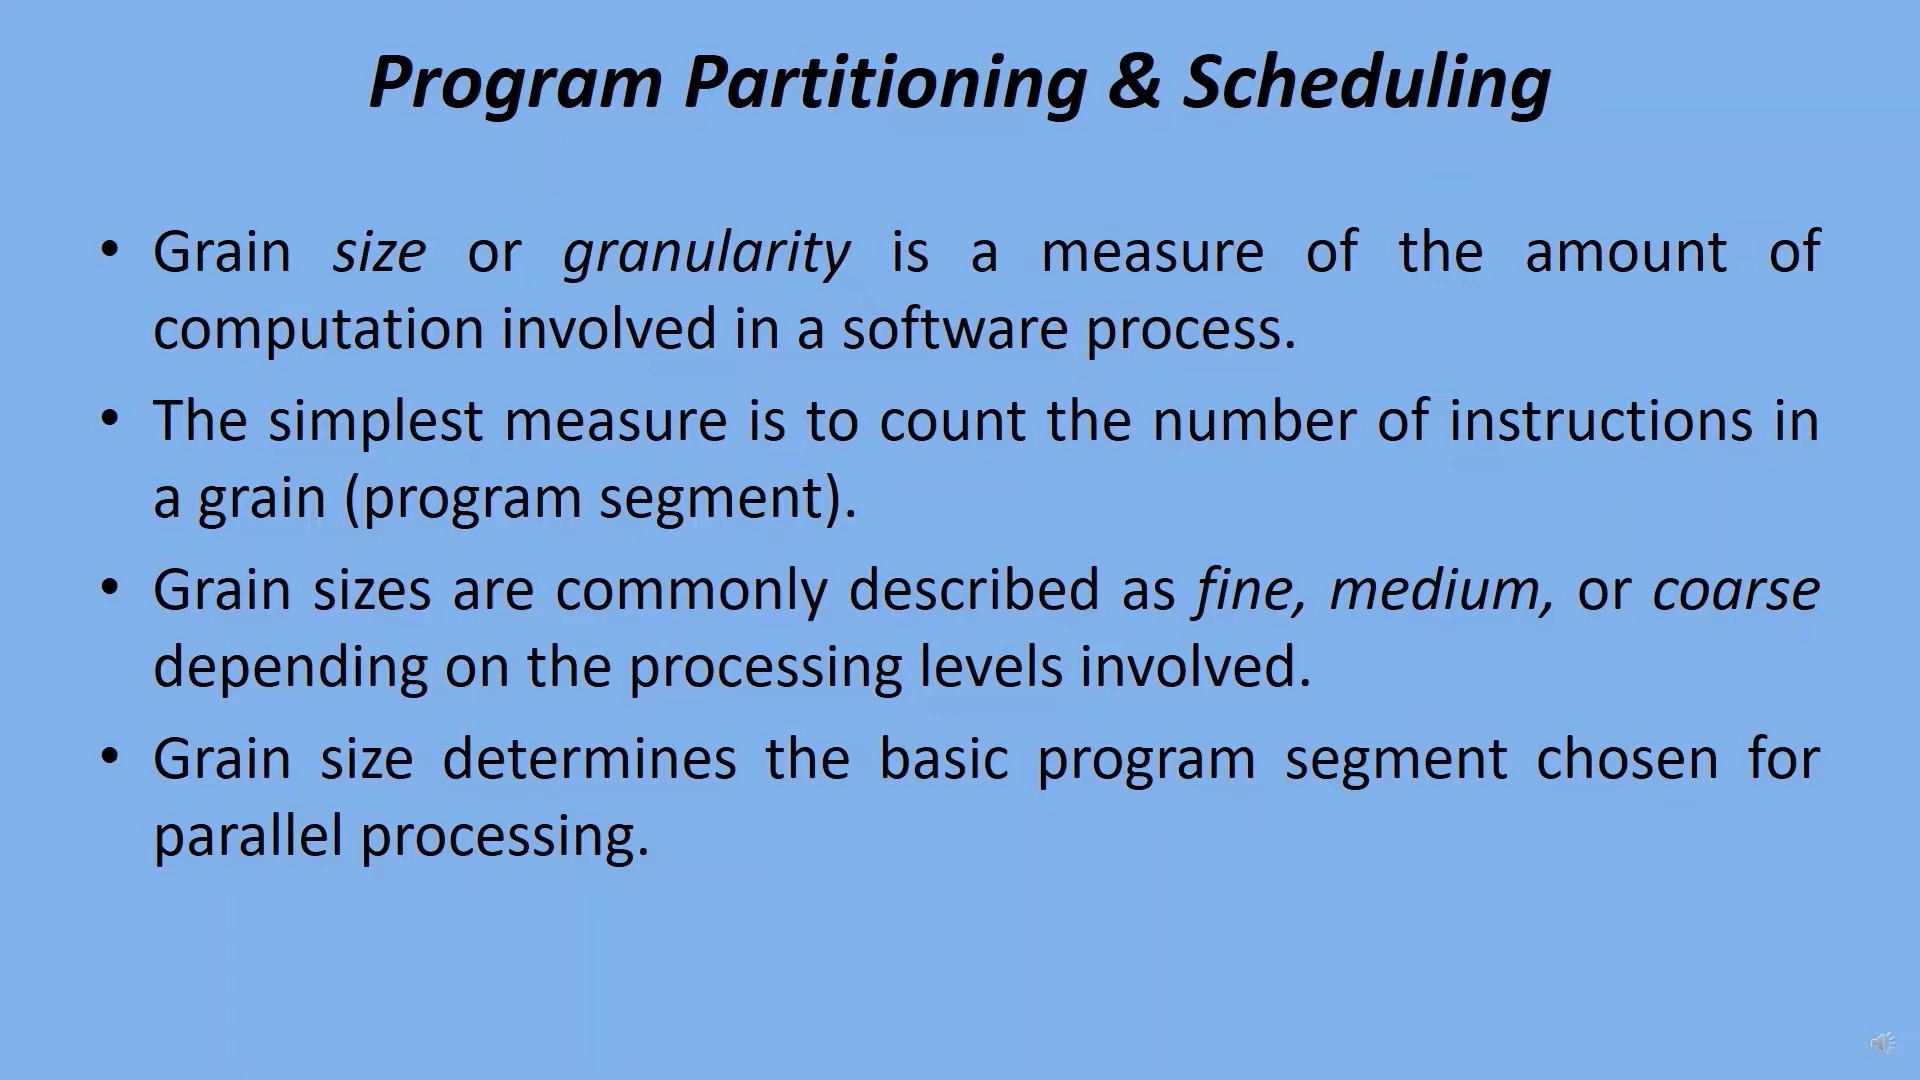 Program Partitioning & Scheduling
• Grain size or granularity is a measure of the amount of
computation involved in a software process.
• The simplest measure is to count the number of instructions in
a grain (program segment).
• Grain sizes are commonly described as fine, medium, or coarse
depending on the processing levels involved.
• Grain size determines the basic program segment chosen for
parallel processing.